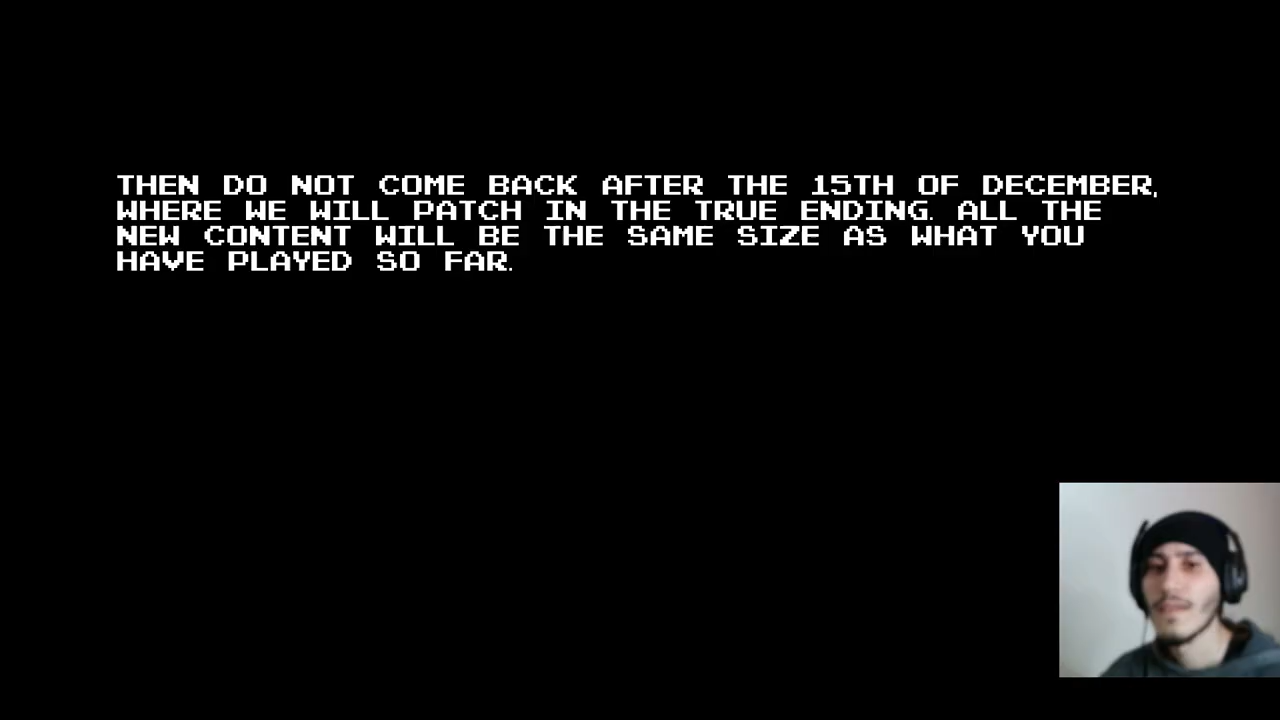 THEN DO NOT COME BACK AFTER THE 15TH OF DECEMBER,
WHERE WE WILL PATCH IN THE TRUE ENDING. ALL THE
NEW CONTENT WILL BE THE SAME SIZE AS WHAT YOU
HAVE PLAYED SO FAR.